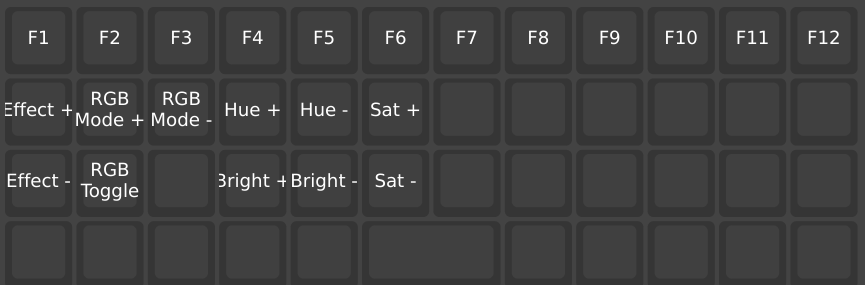 F1 F2 F3 F4 F5 F6 F7 F8 F9 F10 F11 F12
Effect + RGB Mode + RGB Mode - Hue + Hue - Sat +
Effect - RGB Toggle Bright + Bright - Sat -